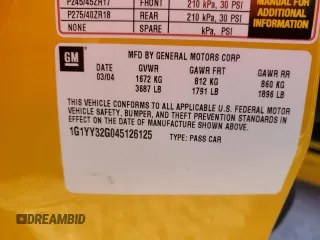 P245/45ZR17 FRONT 210 kPa, 30 PSI
P275/40ZR18 REAR 210 kPa, 30 PSI
NONE SPARE kPa, PSI
MANUAL FOR
ADDITIONAL
INFORMATION
GM
MFD BY GENERAL MOTORS CORP
DATE GVWR GAWR FRT GAWR RR
03/04 1672 KG 812 KG 860 KG
3687 LB 1791 LB 1896 LB
THIS VEHICLE CONFORMS TO ALL APPLICABLE U.S. FEDERAL MOTOR
VEHICLE SAFETY, BUMPER, AND THEFT PREVENTION STANDARDS IN
EFFECT ON THE DATE OF MANUFACTURE SHOWN ABOVE.
1G1YY32G045126125 TYPE: PASS CAR
DREAMBID